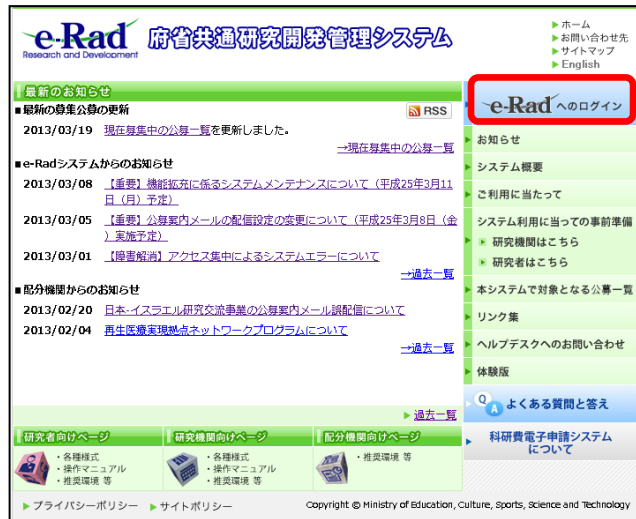 e-Rad
Research and Development
府省共通研究開発管理システム
ホーム
お問い合わせ先
サイトマップ
English
最新のお知らせ
■最新の募集公募の更新
RSS
2013/03/19 現在募集中の公募一覧を更新しました。
→現在募集中の公募一覧
■e-Radシステムからのお知らせ
2013/03/08 【重要】機能拡充に係るシステムメンテナンスについて（平成25年3月11
日（月）予定）
2013/03/05 【重要】公募案内メールの配信設定の変更について（平成25年3月8日（金
）実施予定）
2013/03/01 【障害解消】アクセス集中によるシステムエラーについて
→過去一覧
■配分機関からのお知らせ
2013/02/20 日本-イスラエル研究交流事業の公募案内メール誤配信について
2013/02/04 再生医療実現拠点ネットワークプログラムについて
→過去一覧
過去一覧
e-Radへのログイン
お知らせ
システム概要
ご利用に当たって
システム利用に当っての事前準備
研究機関はこちら
研究者はこちら
本システムで対象となる公募一覧
リンク集
ヘルプデスクへのお問い合わせ
体験版
Q A よくある質問と答え
科研費電子申請システム
について
研究者向けページ
・各種様式
・操作マニュアル
・推奨環境 等
研究機関向けページ
・各種様式
・操作マニュアル
・推奨環境 等
配分機関向けページ
・推奨環境 等
プライバシーポリシー
サイトポリシー
Copyright © Ministry of Education, Culture, Sports, Science and Technology